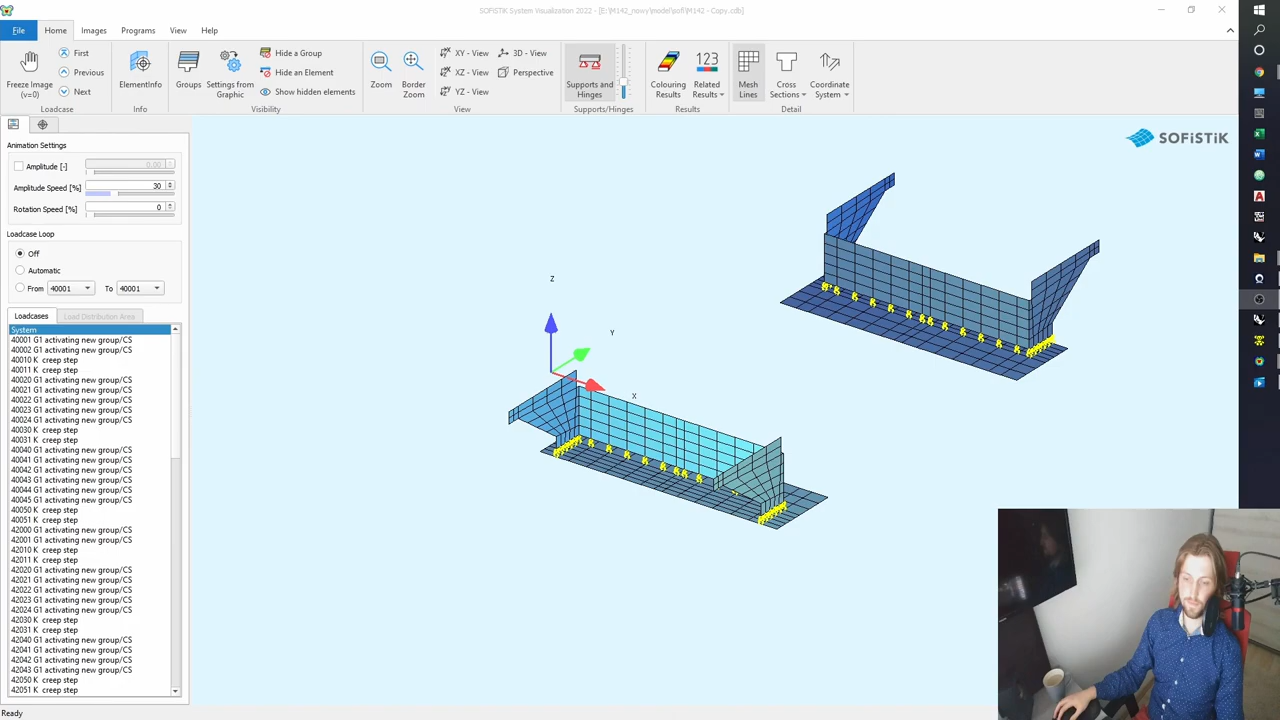 SOFiSTiK System Visualization 2022 - [E:\M142_nowy\model\pofi\M142 - Copy.cdb]
File Home Images Programs View Help
Freeze Image (v=0)
First
Previous
Next
Loadcase
ElementInfo
Info
Groups
Settings from Graphic
Hide a Group
Hide an Element
Show hidden elements
Visibility
Zoom
Border Zoom
XY - View
XZ - View
YZ - View
3D - View
Perspective
View
Supports and Hinges
Supports/Hinges
Colouring Results
123
Related Results
Results
Mesh Lines
Cross Sections
Coordinate System
Detail
Animation Settings
Amplitude [-] 0.00
Amplitude Speed [%] 30
Rotation Speed [%] 0
Loadcase Loop
Off
Automatic
From 40001 To 40001
Loadcases Load Distribution Area
System
40001 G1 activating new group/CS
40002 G1 activating new group/CS
40010 K creep step
40011 K creep step
40020 G1 activating new group/CS
40021 G1 activating new group/CS
40022 G1 activating new group/CS
40023 G1 activating new group/CS
40024 G1 activating new group/CS
40030 K creep step
40031 K creep step
40040 G1 activating new group/CS
40041 G1 activating new group/CS
40042 G1 activating new group/CS
40043 G1 activating new group/CS
40044 G1 activating new group/CS
40045 G1 activating new group/CS
40050 K creep step
40051 K creep step
42000 G1 activating new group/CS
42001 G1 activating new group/CS
42010 K creep step
42011 K creep step
42020 G1 activating new group/CS
42021 G1 activating new group/CS
42022 G1 activating new group/CS
42023 G1 activating new group/CS
42024 G1 activating new group/CS
42030 K creep step
42031 K creep step
42040 G1 activating new group/CS
42041 G1 activating new group/CS
42042 G1 activating new group/CS
42043 G1 activating new group/CS
42050 K creep step
42051 K creep step
Ready
SOFiSTiK
Z
Y
X